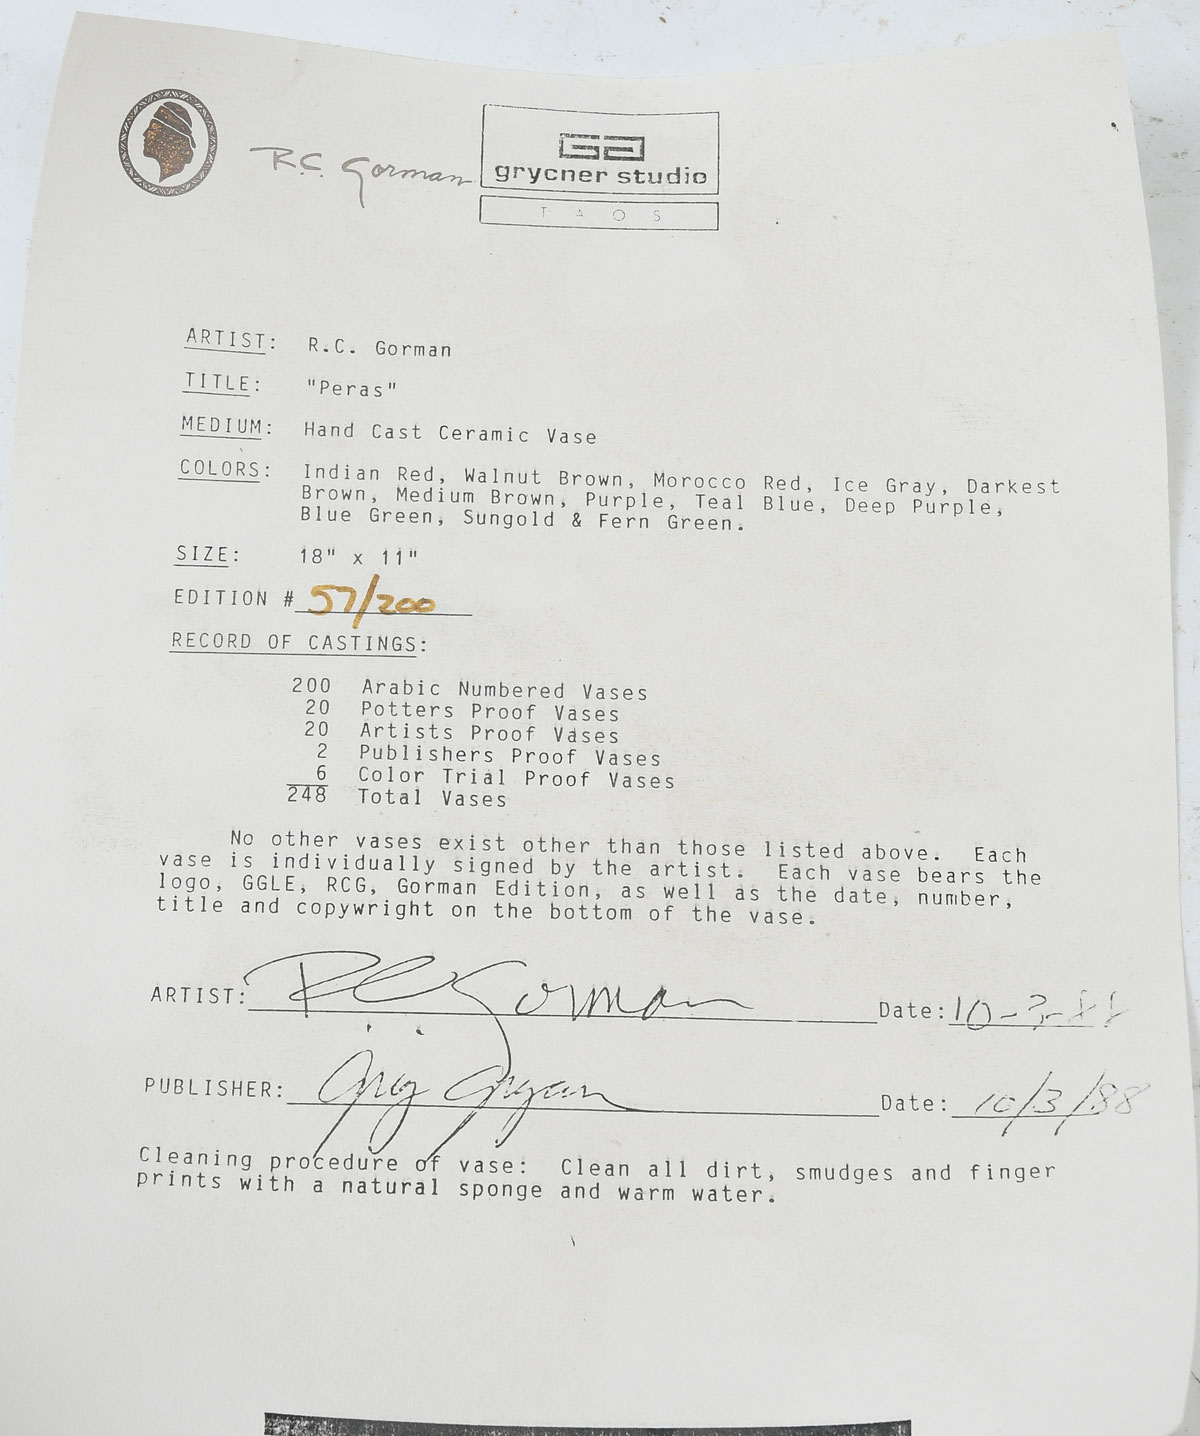 R.C. Gorman
GG
grycner studio
TAOS
ARTIST: R.C. Gorman
TITLE: "Peras"
MEDIUM: Hand Cast Ceramic Vase
COLORS: Indian Red, Walnut Brown, Morocco Red, Ice Gray, Darkest
Brown, Medium Brown, Purple, Teal Blue, Deep Purple,
Blue Green, Sungold & Fern Green.
SIZE: 18" x 11"
EDITION # 57/200
RECORD OF CASTINGS:
200 Arabic Numbered Vases
20 Potters Proof Vases
20 Artists Proof Vases
2 Publishers Proof Vases
6 Color Trial Proof Vases
248 Total Vases
No other vases exist other than those listed above. Each
vase is individually signed by the artist. Each vase bears the
logo, GGLE, RCG, Gorman Edition, as well as the date, number,
title and copywright on the bottom of the vase.
ARTIST: RC Gorman Date: 10-3-88
PUBLISHER: Date: 10/3/88
Cleaning procedure of vase: Clean all dirt, smudges and finger
prints with a natural sponge and warm water.